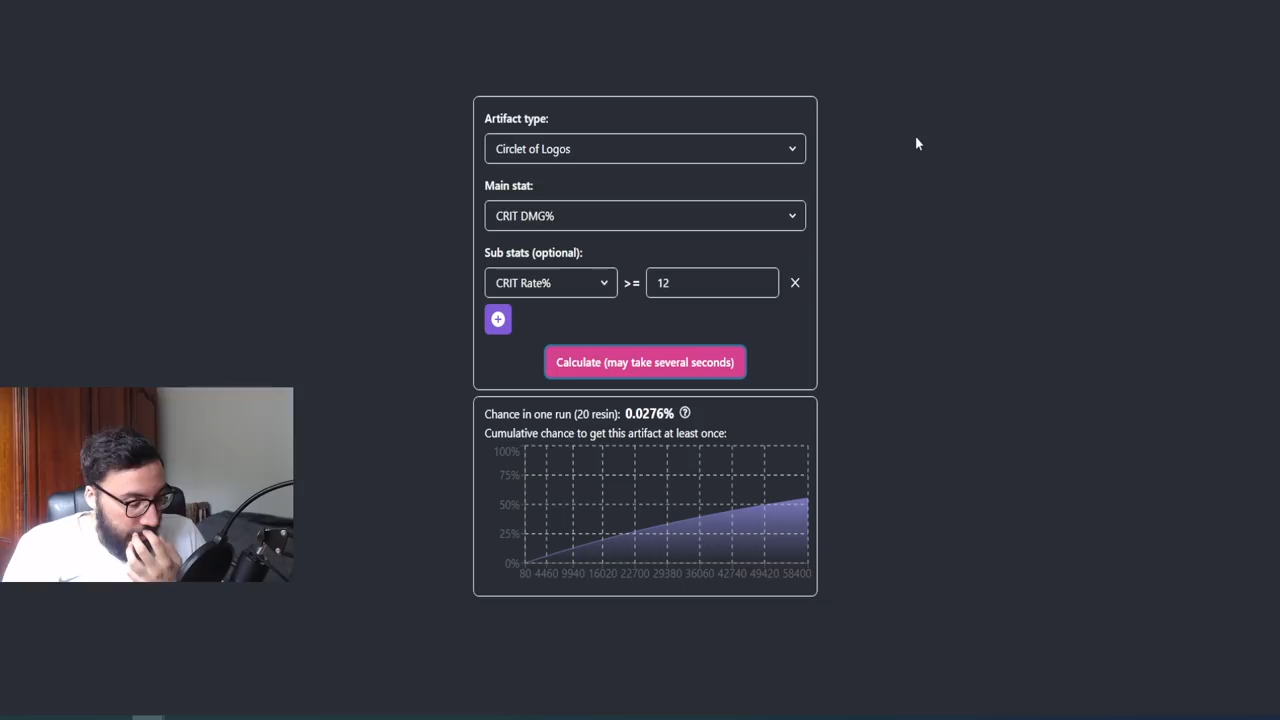 Artifact type:
Circlet of Logos
Main stat:
CRIT DMG%
Sub stats (optional):
CRIT Rate% >= 12
Calculate (may take several seconds)
Chance in one run (20 resin): 0.0276%
Cumulative chance to get this artifact at least once:
100%
75%
50%
25%
0%
80 4460 9940 16020 22700 29380 36060 42740 49420 58400